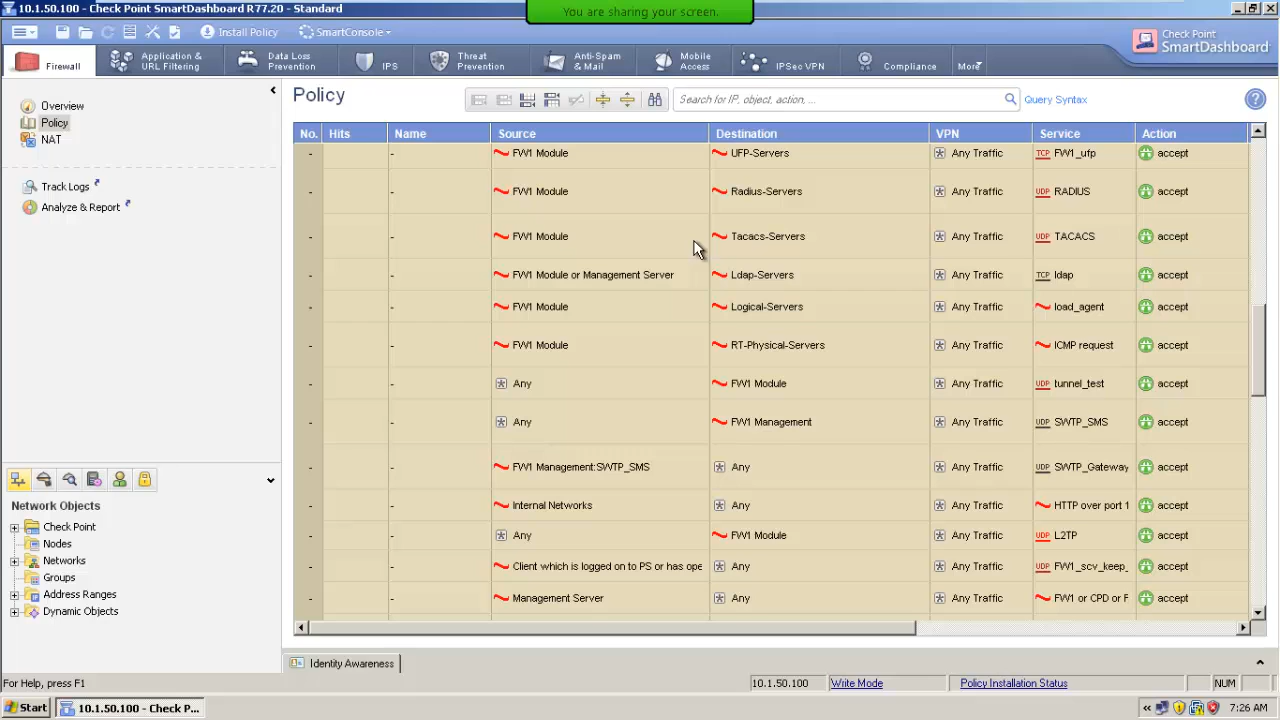 10.1.50.100 - Check Point SmartDashboard R77.20 - Standard
You are sharing your screen.
Install Policy
SmartConsole
Check Point
SmartDashboard
Firewall
Application &
URL Filtering
Data Loss
Prevention
IPS
Threat
Prevention
Anti-Spam
& Mail
Mobile
Access
IPSec VPN
Compliance
More
Overview
Policy
NAT
Track Logs
Analyze & Report
Policy
Search for IP, object, action, ...
Query Syntax
No. Hits Name Source Destination VPN Service Action
- - FW1 Module UFP-Servers Any Traffic TCP FW1_ufp accept
- - FW1 Module Radius-Servers Any Traffic UDP RADIUS accept
- - FW1 Module Tacacs-Servers Any Traffic UDP TACACS accept
- - FW1 Module or Management Server Ldap-Servers Any Traffic TCP ldap accept
- - FW1 Module Logical-Servers Any Traffic load_agent accept
- - FW1 Module RT-Physical-Servers Any Traffic ICMP request accept
- - Any FW1 Module Any Traffic UDP tunnel_test accept
- - Any FW1 Management Any Traffic UDP SWTP_SMS accept
- - FW1 Management:SWTP_SMS Any Any Traffic UDP SWTP_Gateway accept
- - Internal Networks Any Any Traffic HTTP over port 1 accept
- - Any FW1 Module Any Traffic UDP L2TP accept
- - Client which is logged on to PS or has ope Any Any Traffic UDP FW1_scv_keep_ accept
- - Management Server Any Any Traffic FW1 or CPD or F accept
Network Objects
Check Point
Nodes
Networks
Groups
Address Ranges
Dynamic Objects
Identity Awareness
For Help, press F1
10.1.50.100
Write Mode
Policy Installation Status
NUM
Start
10.1.50.100 - Check P...
7:26 AM